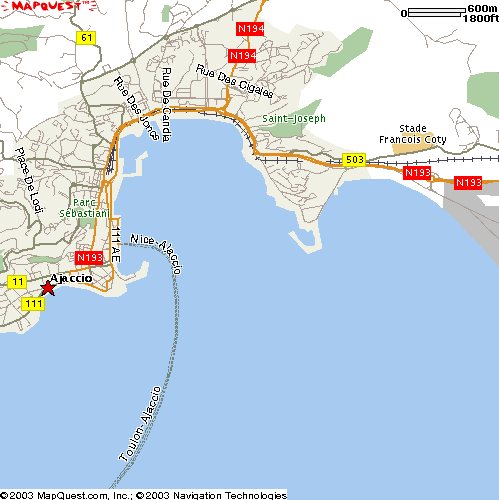 MAPQUEST
600m
0
1800ft
N194
61
N194
Rue Des Cigales
Rue De Candia
Rue Des Joncs
Saint-Joseph
Stade
Francois Coty
Place De Lodi
503
N193
N193
Parc
Sébastiani
111 AE
Nice-Ajaccio
N193
Ajaccio
11
111
Toulon-Ajaccio
©2003 MapQuest.com, Inc.; ©2003 Navigation Technologies